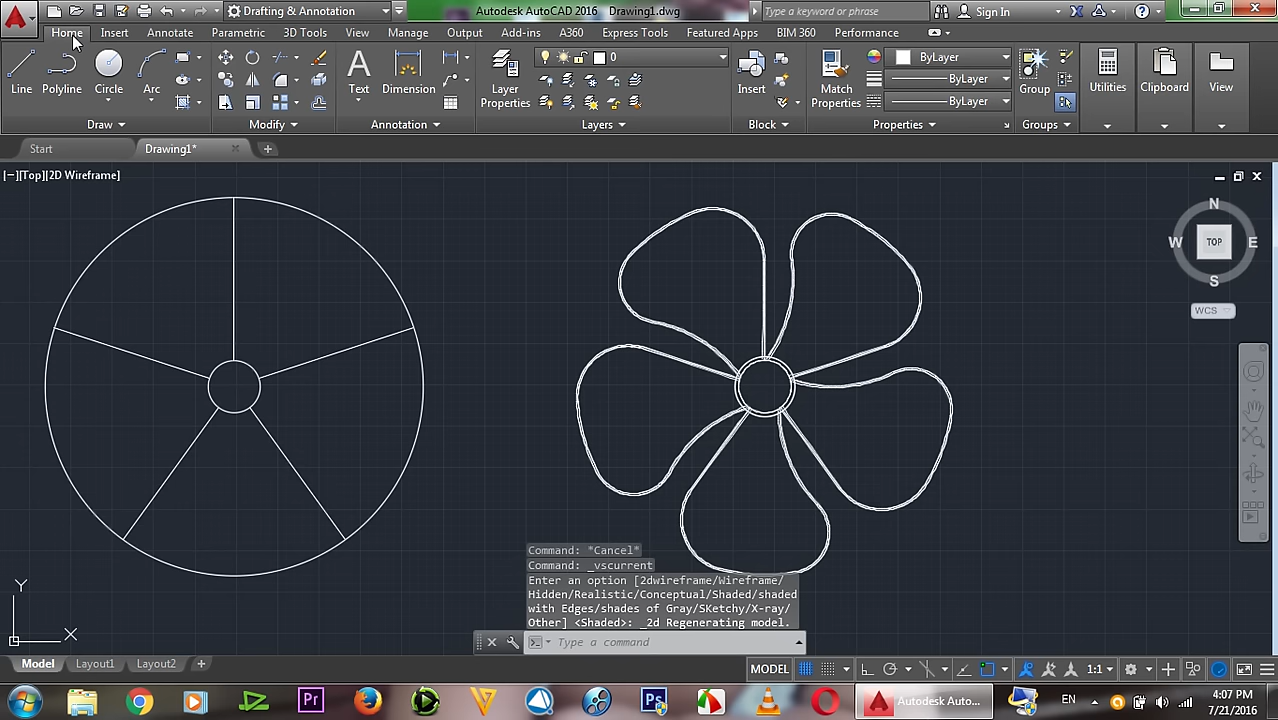 Drafting & Annotation
Autodesk AutoCAD 2016 Drawing1.dwg
Type a keyword or phrase
Sign In
Home Insert Annotate Parametric 3D Tools View Manage Output Add-ins A360 Express Tools Featured Apps BIM 360 Performance
Line Polyline Circle Arc
Text Dimension
Layer
Properties
0
Insert
Match
Properties
ByLayer
ByLayer
ByLayer
Group
Utilities
Clipboard
View
Draw Modify Annotation Layers Block Properties Groups
Start Drawing1*
[−][Top][2D Wireframe]
N
W TOP E
S
WCS
Y
X
Command: *Cancel*
Command: _vscurrent
Enter an option [2dwireframe/Wireframe/
Hidden/Realistic/Conceptual/Shaded/shaded
with Edges/shades of Gray/SKetchy/X-ray/
Other] <Shaded>: _2d Regenerating model.
Type a command
Model Layout1 Layout2
MODEL 1:1
Pr Ps Autodesk Auto... EN 4:07 PM
7/21/2016